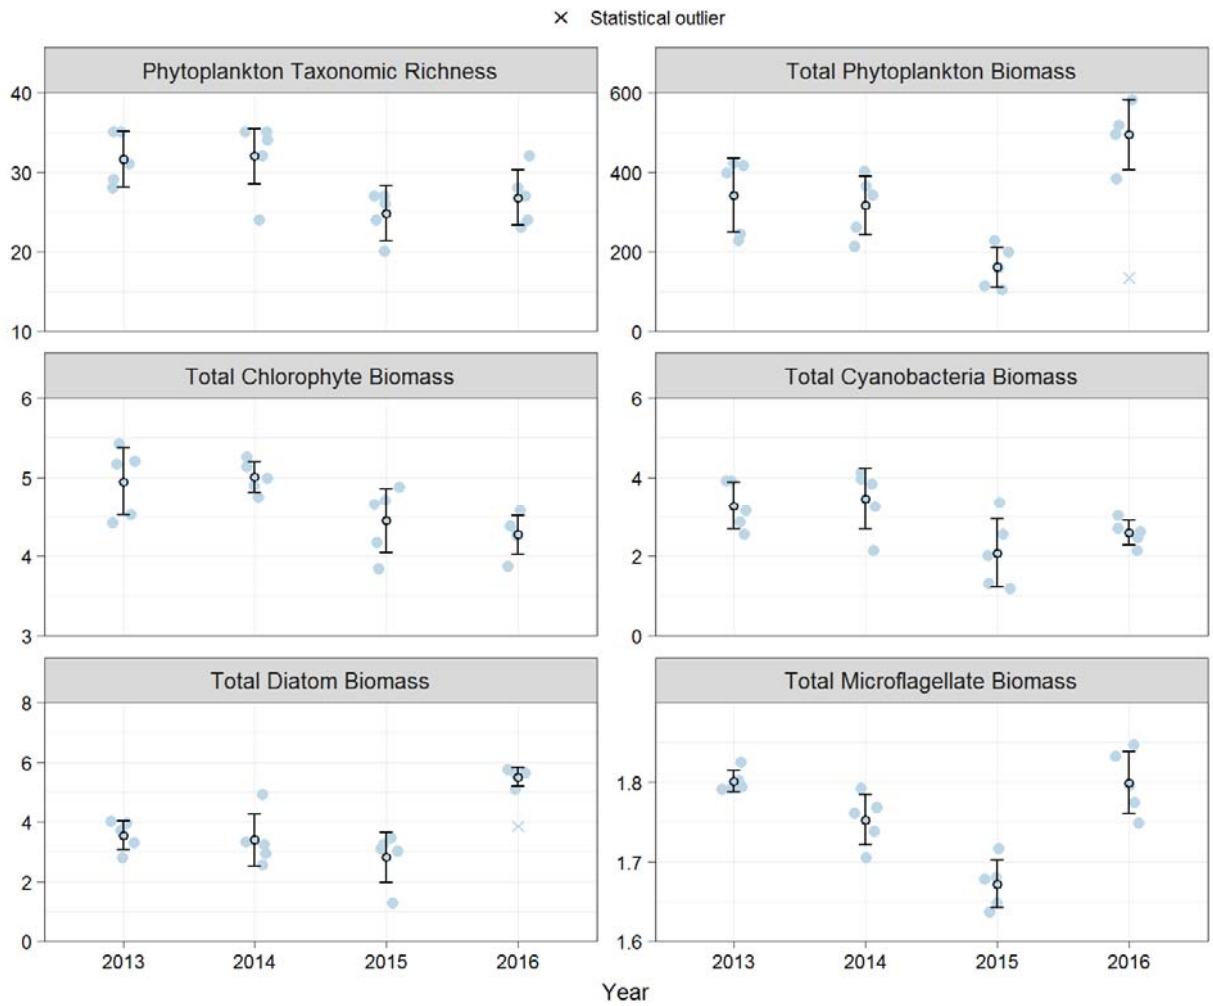 × Statistical outlier
Phytoplankton Taxonomic Richness
Total Phytoplankton Biomass
40
30
20
10
600
400
200
0
Total Chlorophyte Biomass
Total Cyanobacteria Biomass
6
5
4
3
6
4
2
0
Total Diatom Biomass
Total Microflagellate Biomass
8
6
4
2
0
1.8
1.7
1.6
2013 2014 2015 2016
2013 2014 2015 2016
Year